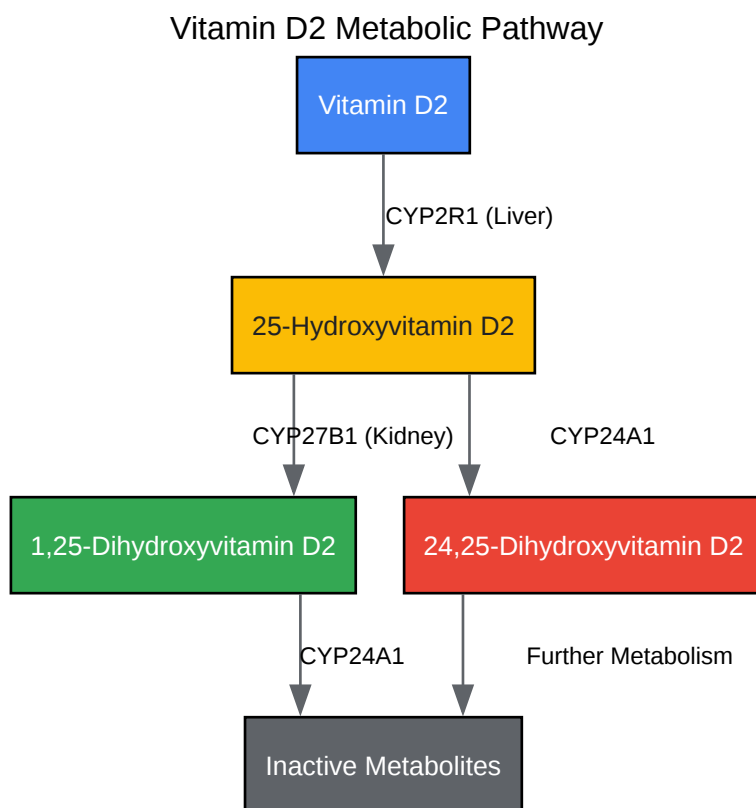 Vitamin D2 Metabolic Pathway
Vitamin D2
CYP2R1 (Liver)
25-Hydroxyvitamin D2
CYP27B1 (Kidney)
CYP24A1
1,25-Dihydroxyvitamin D2
24,25-Dihydroxyvitamin D2
CYP24A1
Further Metabolism
Inactive Metabolites